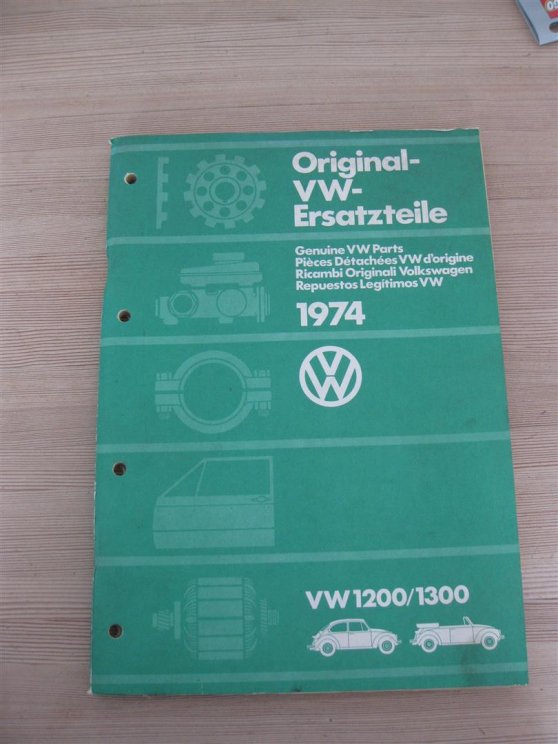 Original-
VW-
Ersatzteile
Genuine VW Parts
Pièces Détachées VW d'origine
Ricambi Originali Volkswagen
Repuestos Legítimos VW
1974
VW 1200/1300